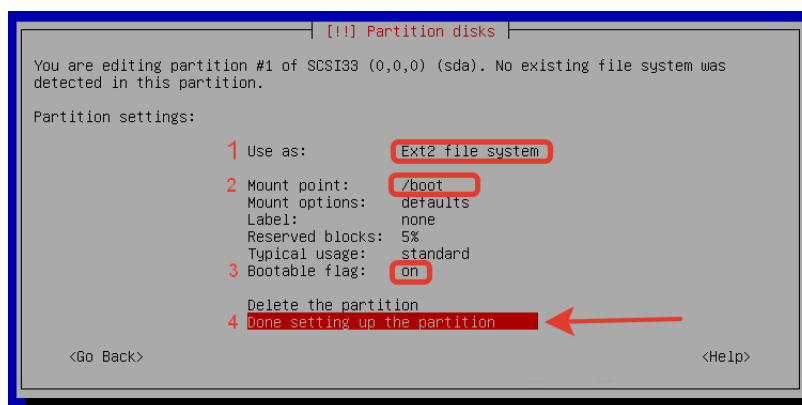 [!!] Partition disks
You are editing partition #1 of SCSI33 (0,0,0) (sda). No existing file system was
detected in this partition.
Partition settings:
1 Use as: Ext2 file system
2 Mount point: /boot
Mount options: defaults
Label: none
Reserved blocks: 5%
Typical usage: standard
3 Bootable flag: on
Delete the partition
4 Done setting up the partition
<Go Back> <Help>